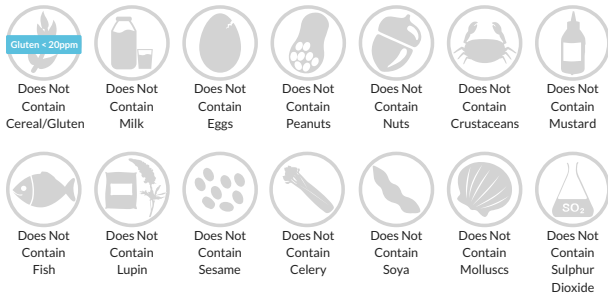 Gluten < 20ppm
Does Not
Contain
Cereal/Gluten
Does Not
Contain
Milk
Does Not
Contain
Eggs
Does Not
Contain
Peanuts
Does Not
Contain
Nuts
Does Not
Contain
Crustaceans
Does Not
Contain
Mustard
Does Not
Contain
Fish
Does Not
Contain
Lupin
Does Not
Contain
Sesame
Does Not
Contain
Celery
Does Not
Contain
Soya
Does Not
Contain
Molluscs
SO₂
Does Not
Contain
Sulphur
Dioxide